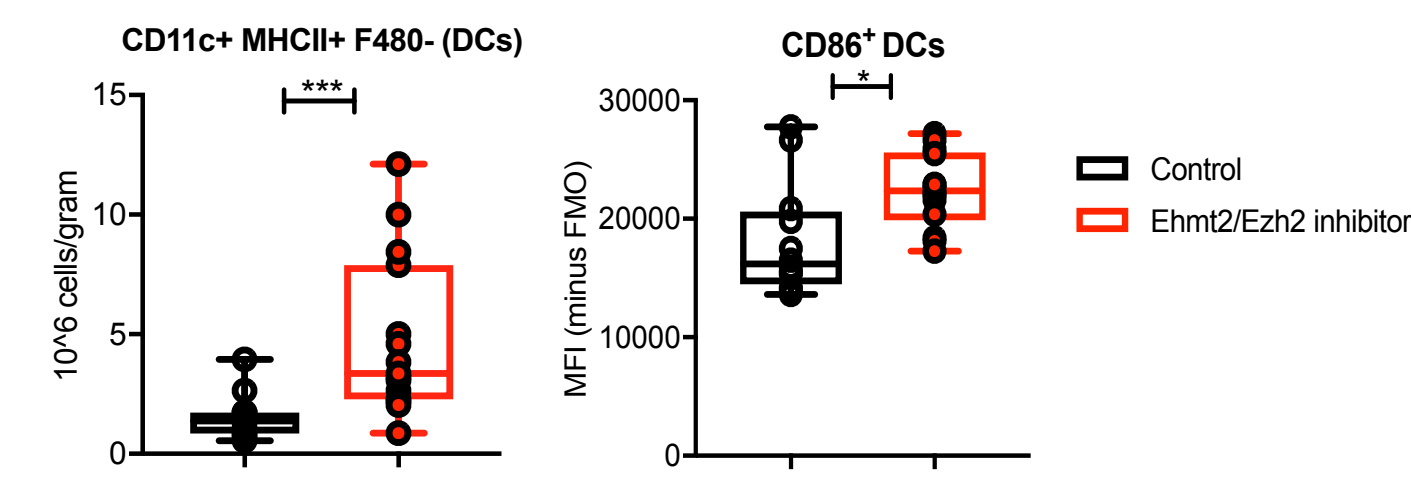 CD11c+ MHCII+ F480- (DCs)
***
15
10
5
0
10^6 cells/gram
CD86+ DCs
*
30000
20000
10000
0
MFI (minus FMO)
Control
Ehmt2/Ezh2 inhibitor